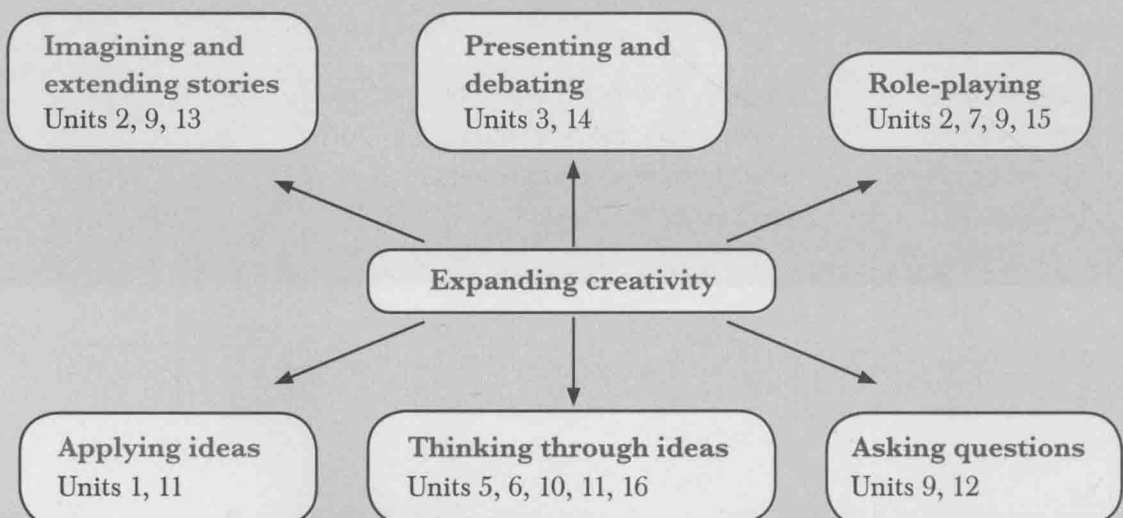 Imagining and
extending stories
Units 2, 9, 13
Presenting and
debating
Units 3, 14
Role-playing
Units 2, 7, 9, 15
Expanding creativity
Applying ideas
Units 1, 11
Thinking through ideas
Units 5, 6, 10, 11, 16
Asking questions
Units 9, 12